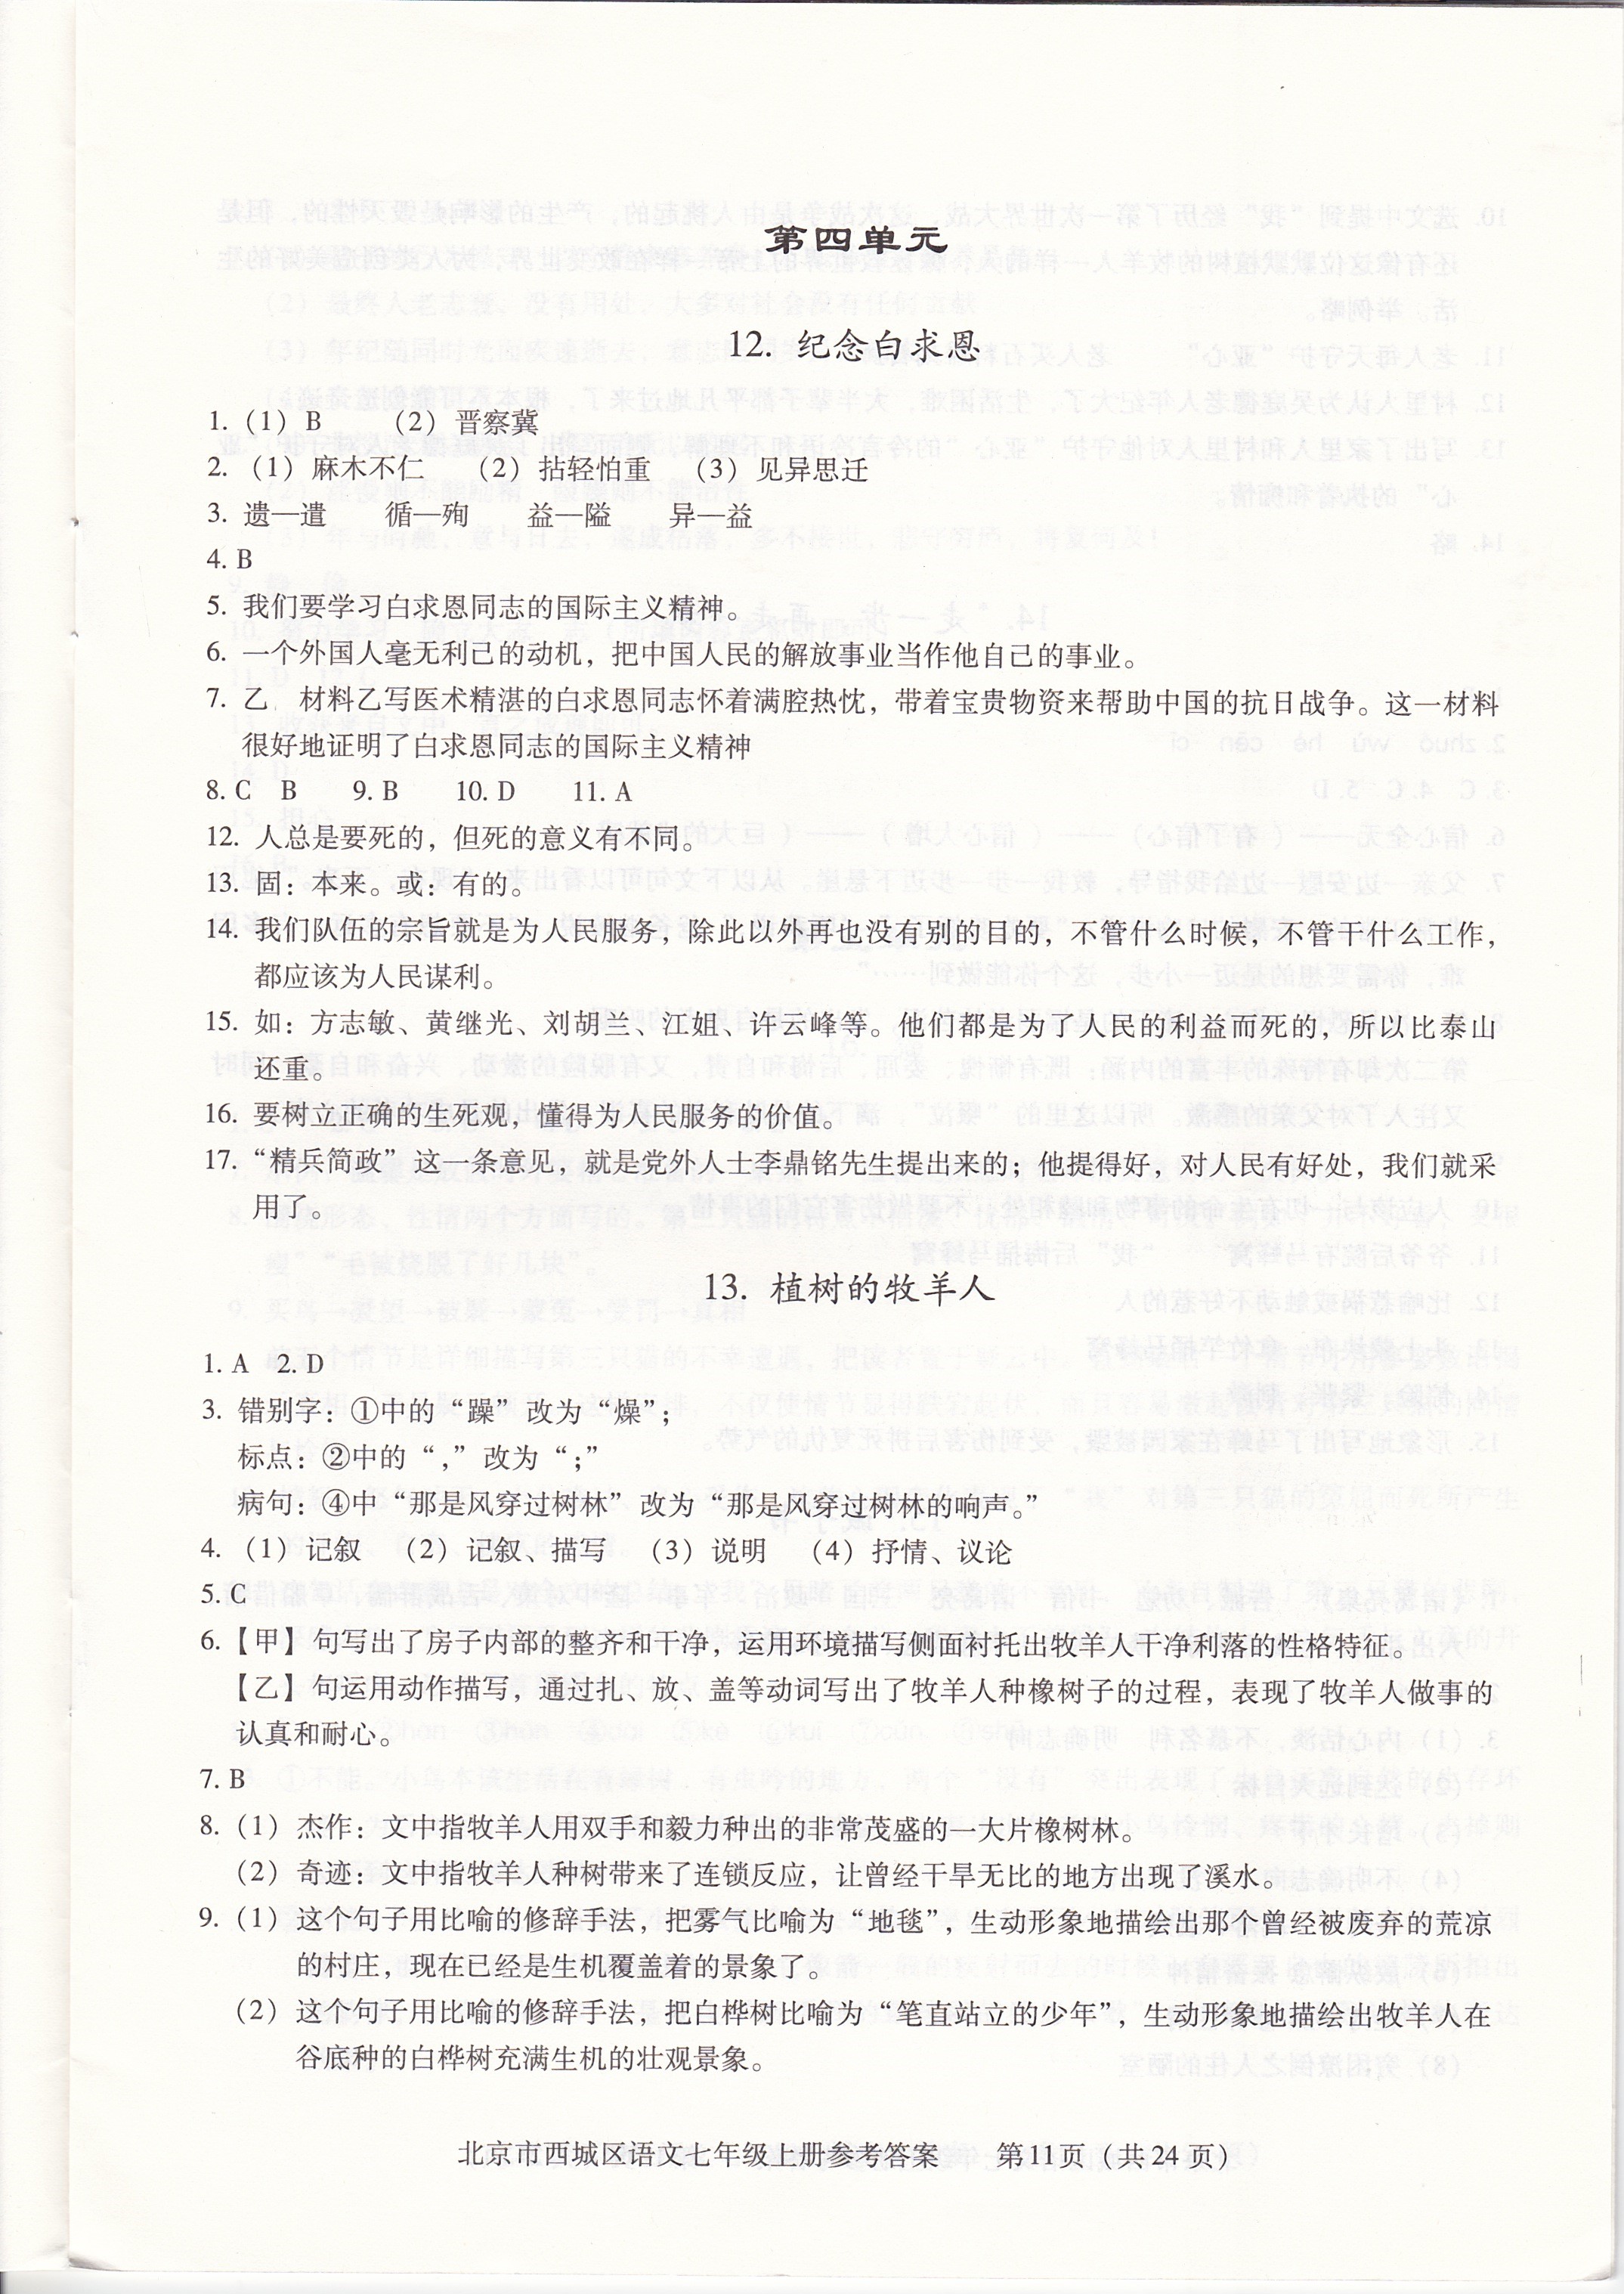 第四单元
12. 纪念白求恩
1.（1）B （2）晋察冀
2.（1）麻木不仁 （2）拈轻怕重 （3）见异思迁
3. 遗—遣 循—殉 益—隘 异—益
4. B
5. 我们要学习白求恩同志的国际主义精神。
6. 一个外国人毫无利己的动机，把中国人民的解放事业当作他自己的事业。
7. 乙 材料乙写医术精湛的白求恩同志怀着满腔热忱，带着宝贵物资来帮助中国的抗日战争。这一材料
很好地证明了白求恩同志的国际主义精神
8. C B 9. B 10. D 11. A
12. 人总是要死的，但死的意义有不同。
13. 固：本来。或：有的。
14. 我们队伍的宗旨就是为人民服务，除此以外再也没有别的目的，不管什么时候，不管干什么工作，
都应该为人民谋利。
15. 如：方志敏、黄继光、刘胡兰、江姐、许云峰等。他们都是为了人民的利益而死的，所以比泰山
还重。
16. 要树立正确的生死观，懂得为人民服务的价值。
17. “精兵简政”这一条意见，就是党外人士李鼎铭先生提出来的；他提得好，对人民有好处，我们就采
用了。
13. 植树的牧羊人
1. A 2. D
3. 错别字：①中的“躁”改为“燥”；
标点：②中的“，”改为“；”
病句：④中“那是风穿过树林”改为“那是风穿过树林的响声。”
4.（1）记叙 （2）记叙、描写 （3）说明 （4）抒情、议论
5. C
6.【甲】句写出了房子内部的整齐和干净，运用环境描写侧面衬托出牧羊人干净利落的性格特征。
【乙】句运用动作描写，通过扎、放、盖等动词写出了牧羊人种橡树子的过程，表现了牧羊人做事的
认真和耐心。
7. B
8.（1）杰作：文中指牧羊人用双手和毅力种出的非常茂盛的一大片橡树林。
（2）奇迹：文中指牧羊人种树带来了连锁反应，让曾经干旱无比的地方出现了溪水。
9.（1）这个句子用比喻的修辞手法，把雾气比喻为“地毯”，生动形象地描绘出那个曾经被废弃的荒凉
的村庄，现在已经是生机覆盖着的景象了。
（2）这个句子用比喻的修辞手法，把白桦树比喻为“笔直站立的少年”，生动形象地描绘出牧羊人在
谷底种的白桦树充满生机的壮观景象。
北京市西城区语文七年级上册参考答案 第11页（共24页）